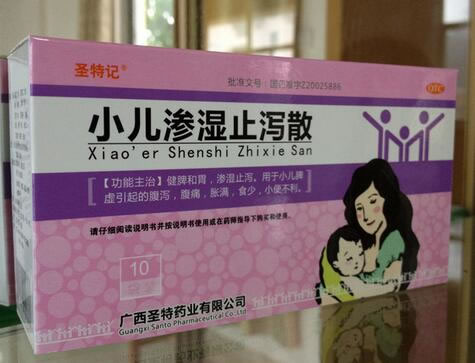 圣特记®
批准文号：国药准字Z20025886
OTC
小儿渗湿止泻散
Xiao'er Shenshi Zhixie San
【功能主治】健脾和胃，渗湿止泻。用于小儿脾
虚引起的腹泻，腹痛，胀满，食少，小便不利。
请仔细阅读说明书并按说明书使用或在药师指导下购买和使用。
10
广西圣特药业有限公司
Guangxi Santo Pharmaceutical Co.,Ltd